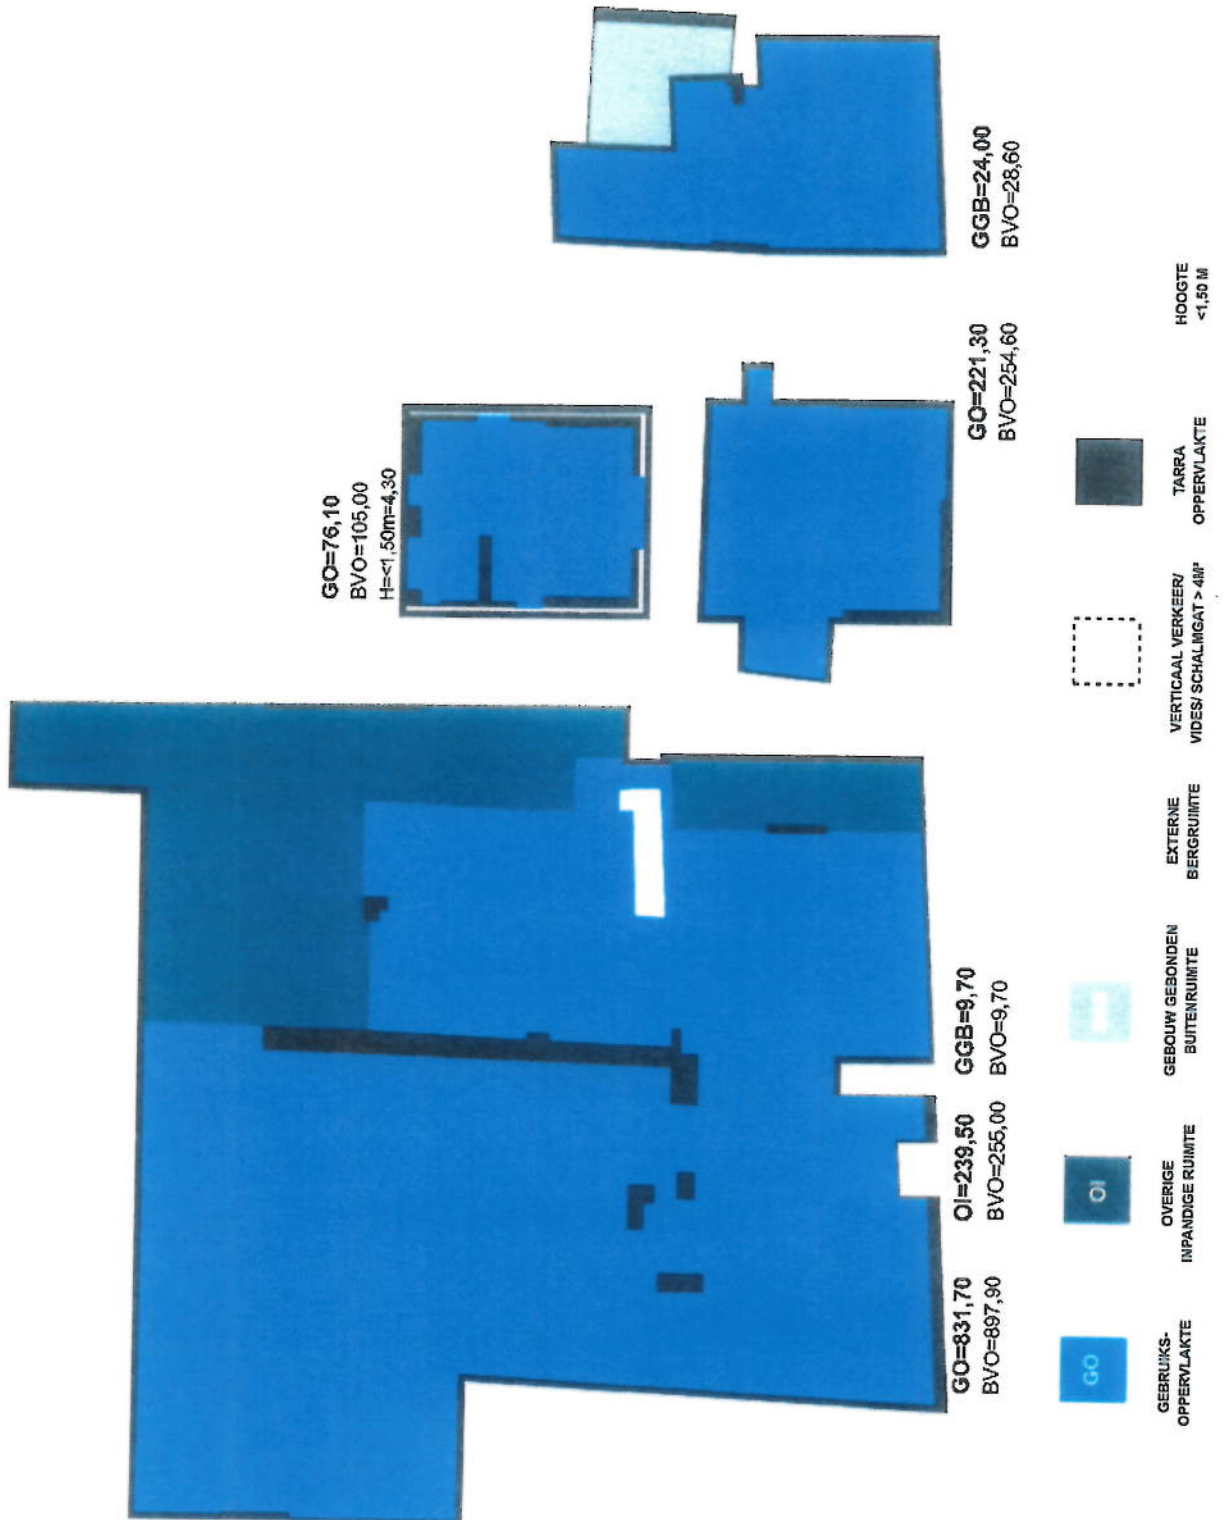 GO=831,70
BVO=897,90
OI=239,50
BVO=255,00
GGB=9,70
BVO=9,70
GO=76,10
BVO=105,00
H=<1,50m=4,30
GO=221,30
BVO=254,60
GGB=24,00
BVO=28,60
GO
GEBRUIKS-
OPPERVLAKTE
OI
OVERIGE
INPANDIGE RUIMTE
GEBOUW GEBONDEN
BUITENRUIMTE
EXTERNE
BERGRUIMTE
VERTICAAL VERKEER/
VIDES/ SCHALMGAT > 4M²
TARRA
OPPERVLAKTE
HOOGTE
<1,50 M